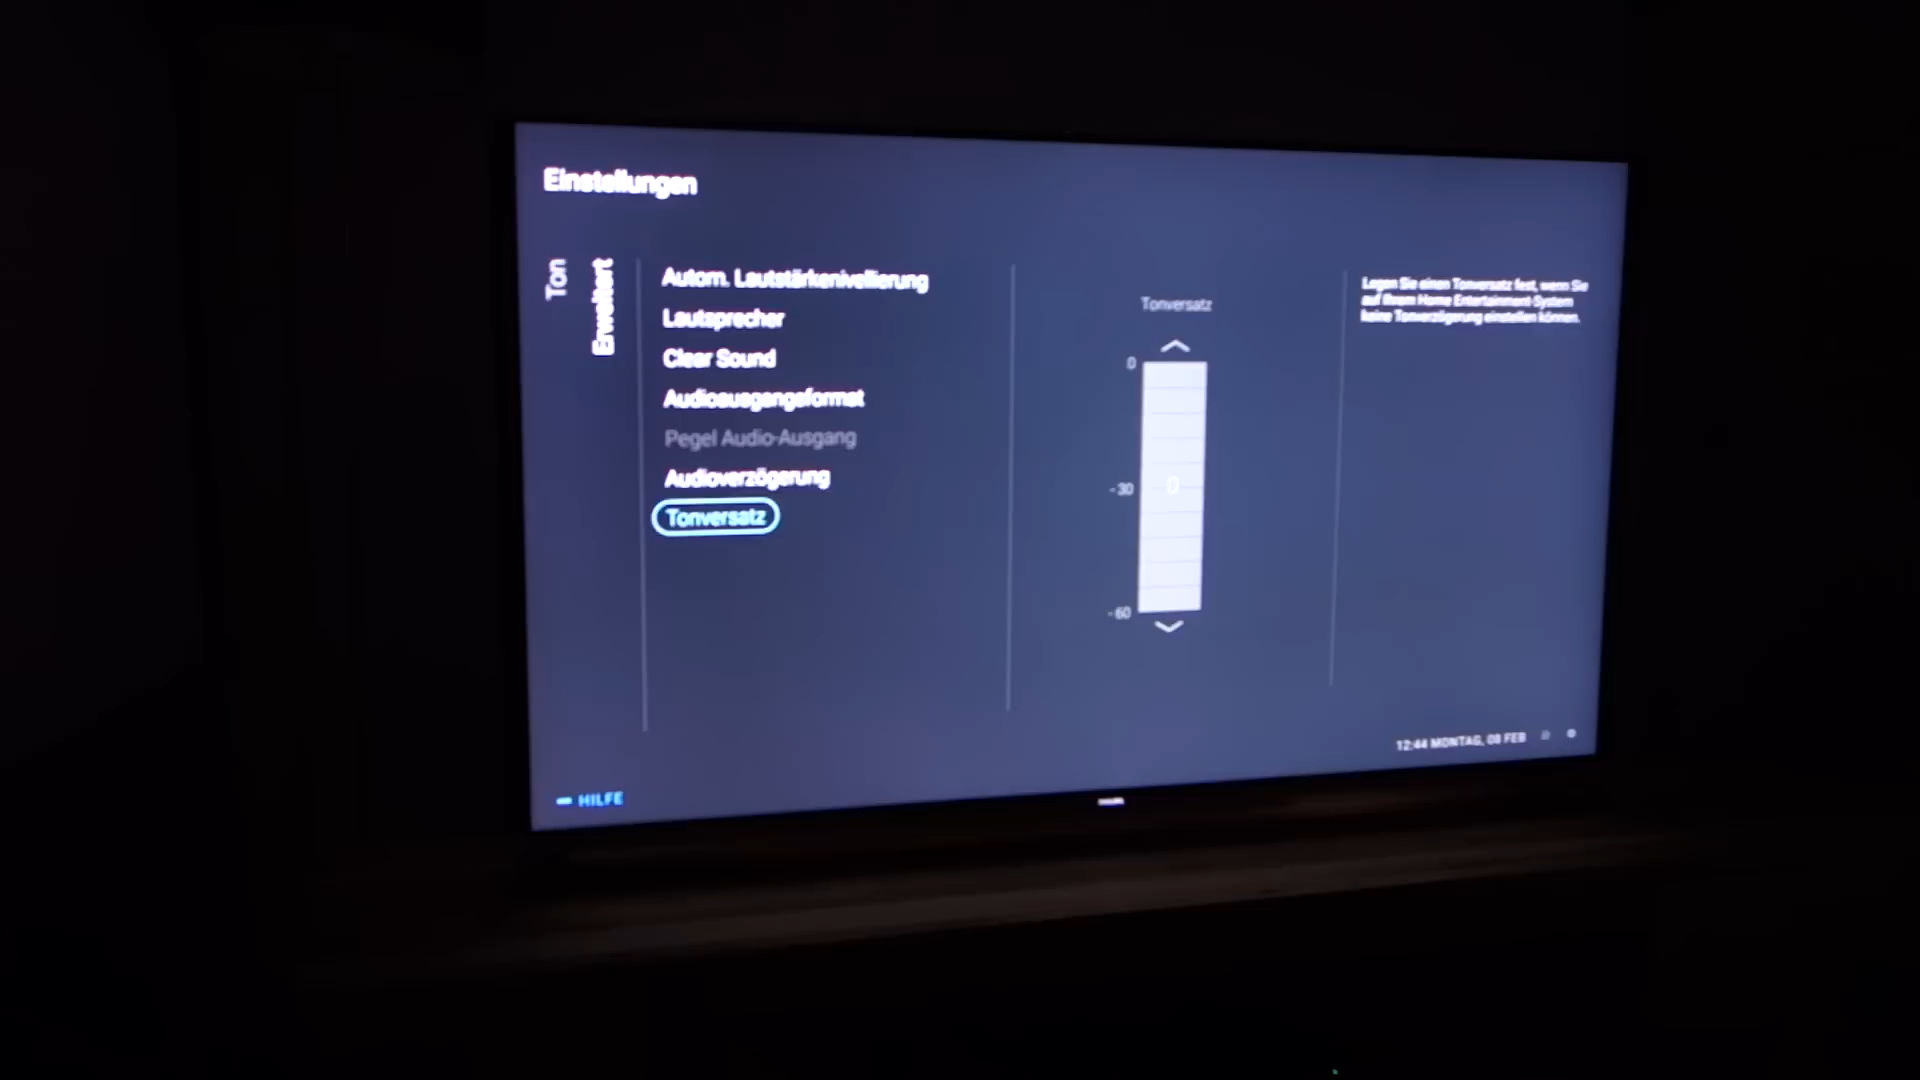 Einstellungen
Ton
Erweitert
Autom. Lautstärkenivellierung
Lautsprecher
Clear Sound
Audioausgangsformat
Pegel Audio-Ausgang
Audioverzögerung
Tonversatz
Tonversatz
0
-30
0
-60
Legen Sie einen Tonversatz fest, wenn Sie
auf Ihrem Home Entertainment-System
keine Tonverzögerung einstellen können.
12:44 MONTAG, 08 FEB
HILFE